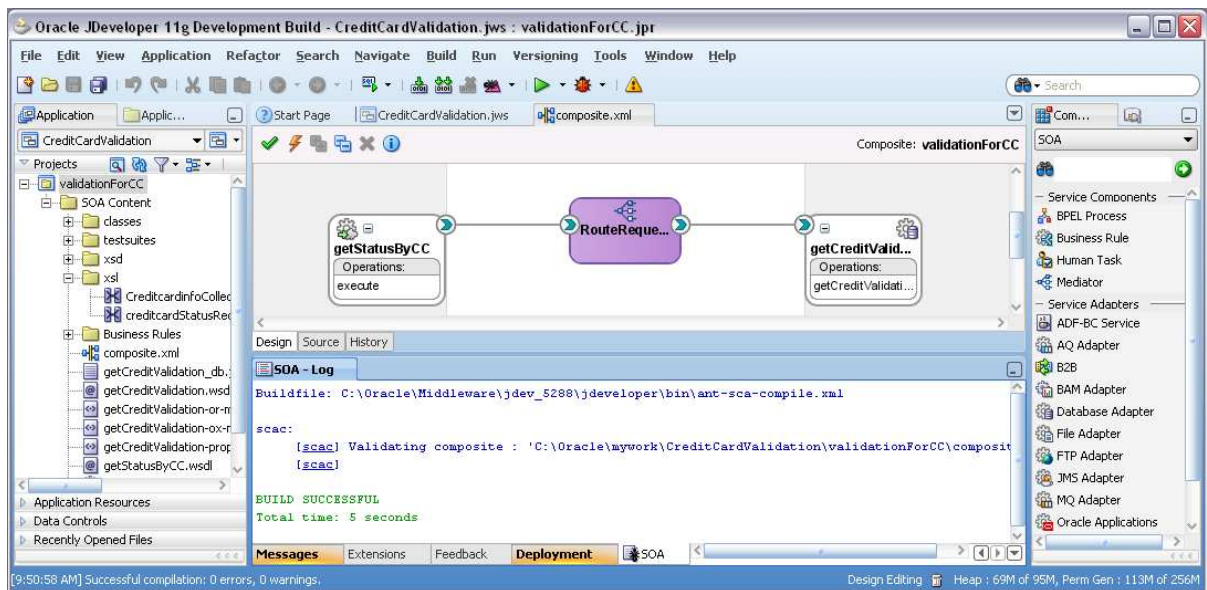 Oracle JDeveloper 11g Development Build - CreditCardValidation.jws : validationForCC.jpr
File Edit View Application Refactor Search Navigate Build Run Versioning Tools Window Help
Search
Application Applic...
Start Page CreditCardValidation.jws composite.xml
Com...
CreditCardValidation
Composite: validationForCC
SOA
Projects
validationForCC
SOA Content
classes
testsuites
xsd
xsl
CreditcardinfoCollec
creditcardStatusRec
Business Rules
composite.xml
getCreditValidation_db.
getCreditValidation.wsd
getCreditValidation-or-m
getCreditValidation-ox-r
getCreditValidation-prop
getStatusByCC.wsdl
Application Resources
Data Controls
Recently Opened Files
getStatusByCC
Operations:
execute
RouteReque...
getCreditValid...
Operations:
getCreditValidati...
Design Source History
SOA - Log
Buildfile: C:\Oracle\Middleware\jdev_5288\jdeveloper\bin\ant-sca-compile.xml
scac:
[scac] Validating composite : 'C:\Oracle\mywork\CreditCardValidation\validationForCC\composit
[scac]
BUILD SUCCESSFUL
Total time: 5 seconds
Messages Extensions Feedback Deployment SOA
Service Components
BPEL Process
Business Rule
Human Task
Mediator
Service Adapters
ADF-BC Service
AQ Adapter
B2B
BAM Adapter
Database Adapter
File Adapter
FTP Adapter
JMS Adapter
MQ Adapter
Oracle Applications
[9:50:58 AM] Successful compilation: 0 errors, 0 warnings.
Design Editing Heap : 69M of 95M, Perm Gen : 113M of 256M